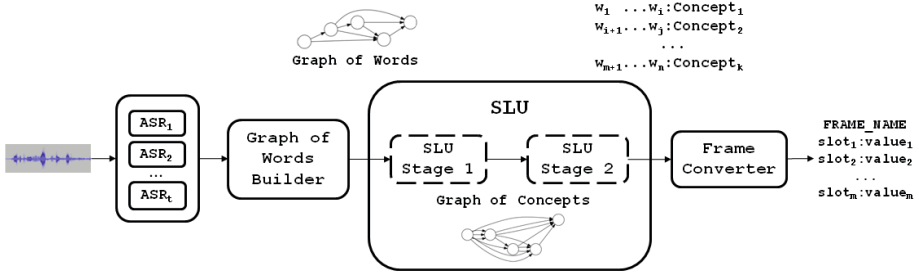 w₁ ...wᵢ:Concept₁
wᵢ₊₁...wⱼ:Concept₂
...
wₘ₊₁...wₙ:Conceptₖ
Graph of Words
ASR₁
ASR₂
...
ASRₜ
Graph of
Words
Builder
SLU
SLU
Stage 1
SLU
Stage 2
Graph of Concepts
Frame
Converter
FRAME_NAME
slot₁:value₁
slot₂:value₂
...
slotₘ:valueₘ